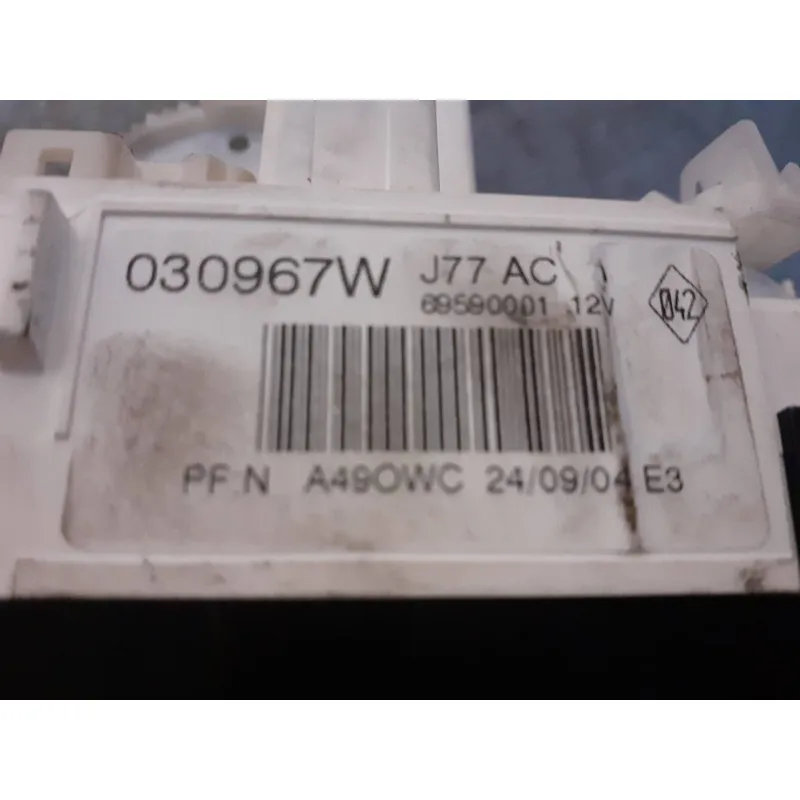 030967W J77 AC
69590001 12V
042
PF.N A49OWC 24/09/04 E3